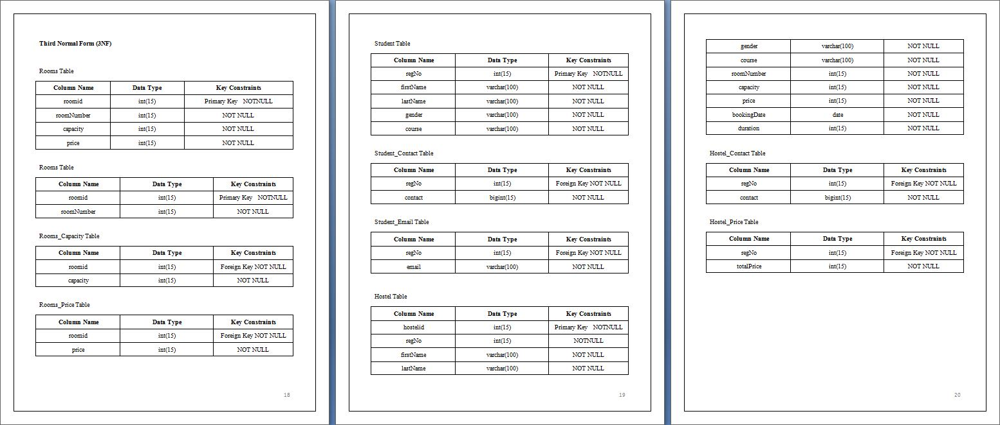 Third Normal Form (3NF)
Rooms Table
Column Name Data Type Key Constraints
roomid int(15) Primary Key NOTNULL
roomNumber int(15) NOT NULL
capacity int(15) NOT NULL
price int(15) NOT NULL
Rooms Table
Column Name Data Type Key Constraints
roomid int(15) Primary Key NOTNULL
roomNumber int(15) NOT NULL
Rooms_Capacity Table
Column Name Data Type Key Constraints
roomid int(15) Foreign Key NOT NULL
capacity int(15) NOT NULL
Rooms_Price Table
Column Name Data Type Key Constraints
roomid int(15) Foreign Key NOT NULL
price int(15) NOT NULL
18
Student Table
Column Name Data Type Key Constraints
regNo int(15) Primary Key NOTNULL
firstName varchar(100) NOT NULL
lastName varchar(100) NOT NULL
gender varchar(100) NOT NULL
course varchar(100) NOT NULL
Student_Contact Table
Column Name Data Type Key Constraints
regNo int(15) Foreign Key NOT NULL
contact bigint(15) NOT NULL
Student_Email Table
Column Name Data Type Key Constraints
regNo int(15) Foreign Key NOT NULL
email varchar(100) NOT NULL
Hostel Table
Column Name Data Type Key Constraints
hostelid int(15) Primary Key NOTNULL
regNo int(15) NOTNULL
firstName varchar(100) NOT NULL
lastName varchar(100) NOT NULL
19
gender varchar(100) NOT NULL
course varchar(100) NOT NULL
roomNumber int(15) NOT NULL
capacity int(15) NOT NULL
price int(15) NOT NULL
bookingDate date NOT NULL
duration int(15) NOT NULL
Hostel_Contact Table
Column Name Data Type Key Constraints
regNo int(15) Foreign Key NOT NULL
contact bigint(15) NOT NULL
Hostel_Price Table
Column Name Data Type Key Constraints
regNo int(15) Foreign Key NOT NULL
totalPrice int(15) NOT NULL
20